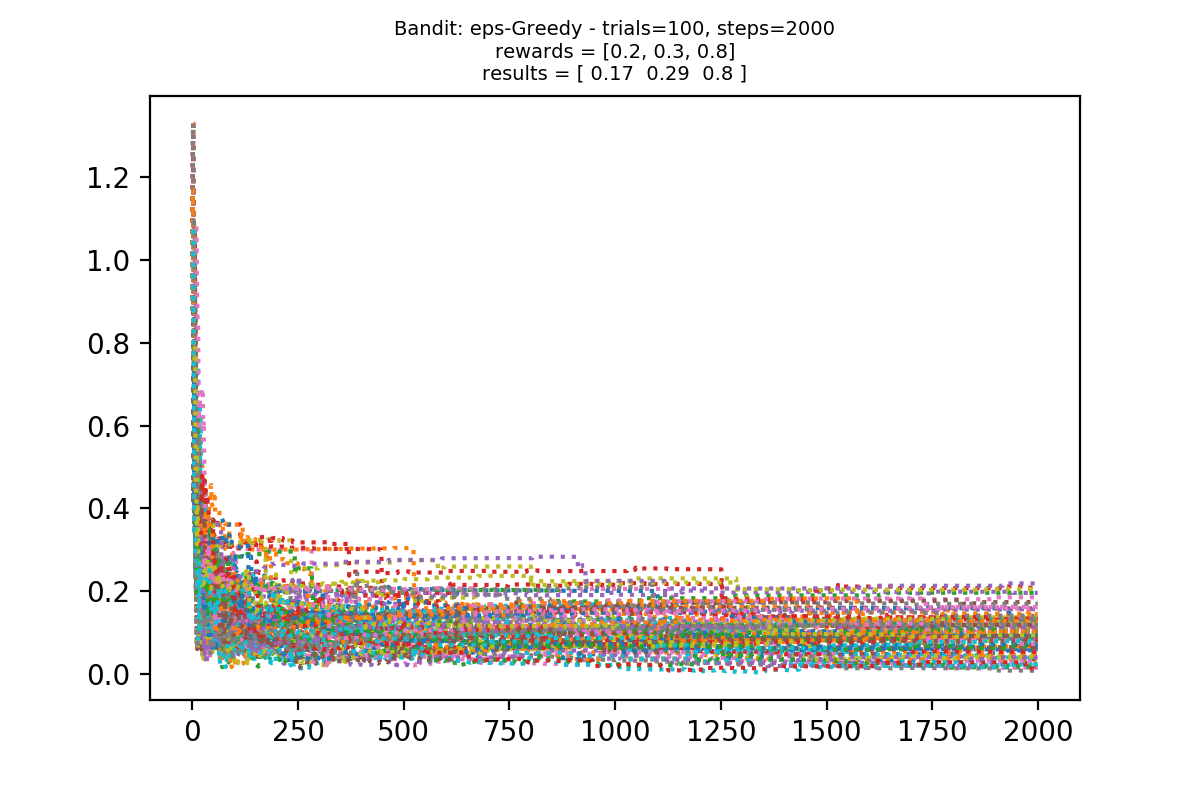 Bandit: eps-Greedy - trials=100, steps=2000
rewards = [0.2, 0.3, 0.8]
results = [ 0.17  0.29  0.8 ]
1.2
1.0
0.8
0.6
0.4
0.2
0.0
0 250 500 750 1000 1250 1500 1750 2000